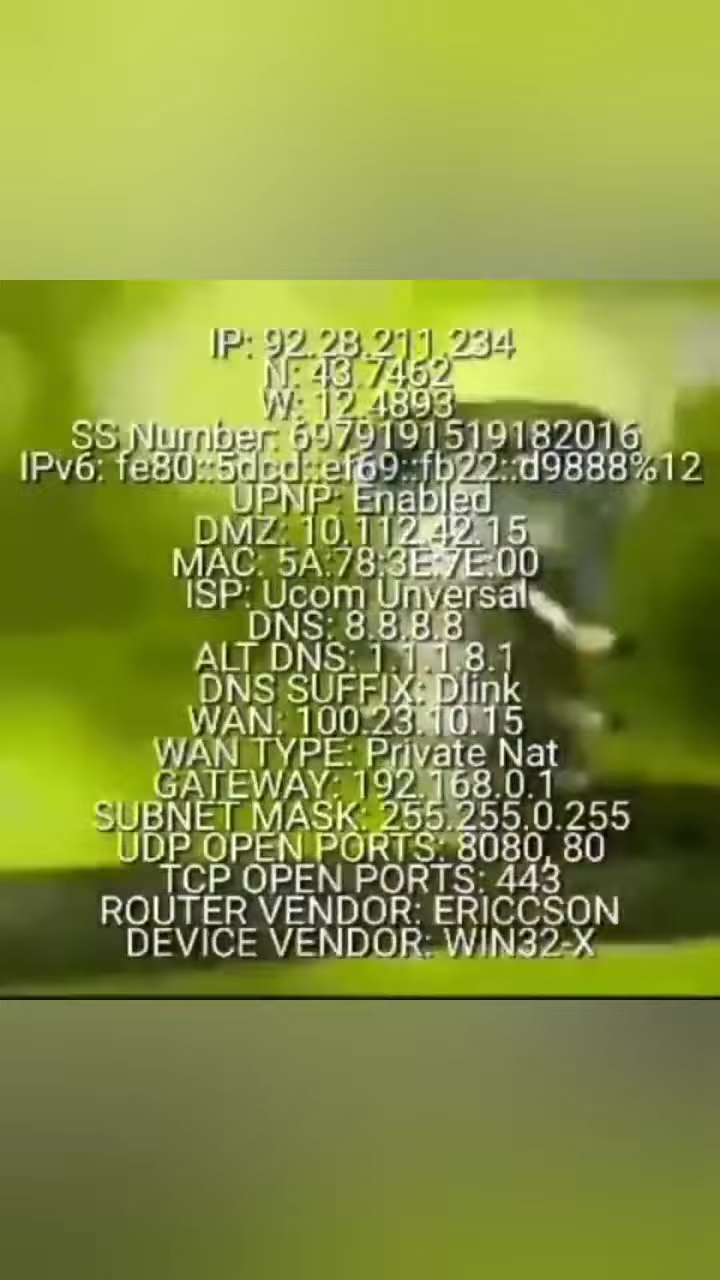 IP: 92.28.211.234
N: 43.7462
W: 12.4893
SS Number: 6979191519182016
IPv6: fe80::5dcd::ef69::fb22::d9888%12
UPNP: Enabled
DMZ: 10.112.42.15
MAC: 5A:78:3E:7E:00
ISP: Ucom Unversal
DNS: 8.8.8.8
ALT DNS: 1.1.1.8.1
DNS SUFFIX: Dlink
WAN: 100.23.10.15
WAN TYPE: Private Nat
GATEWAY: 192.168.0.1
SUBNET MASK: 255.255.0.255
UDP OPEN PORTS: 8080, 80
TCP OPEN PORTS: 443
ROUTER VENDOR: ERICCSON
DEVICE VENDOR: WIN32-X